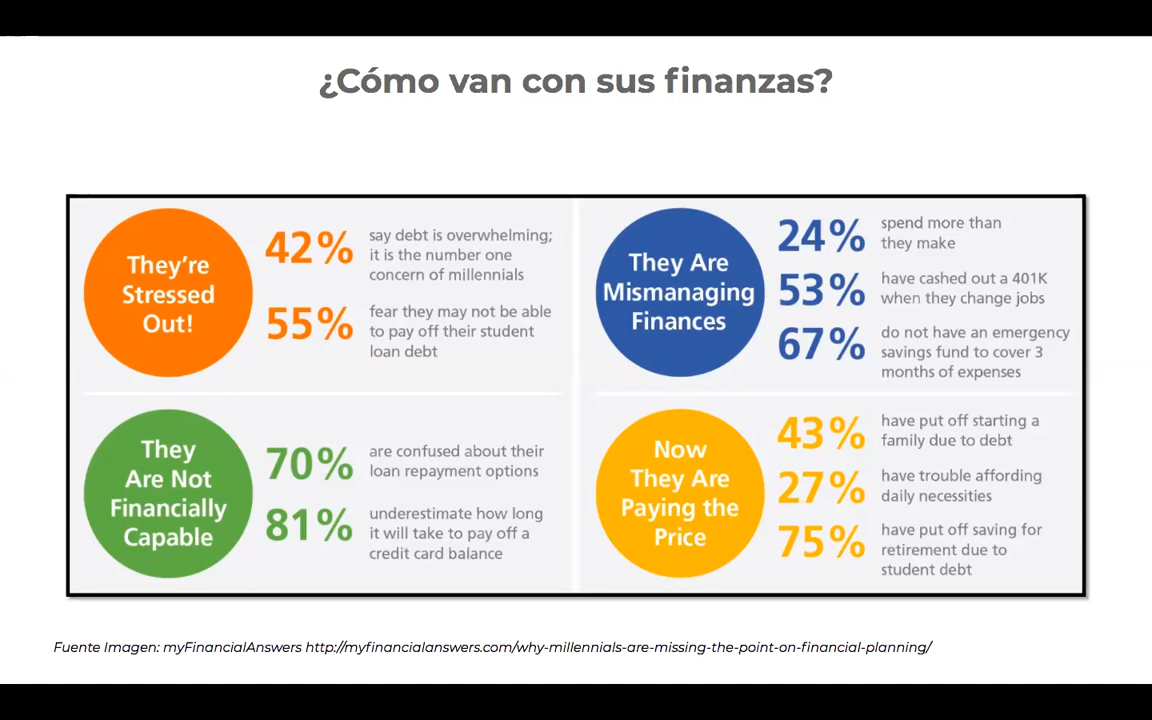 ¿Cómo van con sus finanzas?
They're
Stressed
Out!
42%
say debt is overwhelming;
it is the number one
concern of millennials
55%
fear they may not be able
to pay off their student
loan debt
They Are
Mismanaging
Finances
24%
spend more than
they make
53%
have cashed out a 401K
when they change jobs
67%
do not have an emergency
savings fund to cover 3
months of expenses
They
Are Not
Financially
Capable
70%
are confused about their
loan repayment options
81%
underestimate how long
it will take to pay off a
credit card balance
Now
They Are
Paying the
Price
43%
have put off starting a
family due to debt
27%
have trouble affording
daily necessities
75%
have put off saving for
retirement due to
student debt
Fuente Imagen: myFinancialAnswers http://myfinancialanswers.com/why-millennials-are-missing-the-point-on-financial-planning/